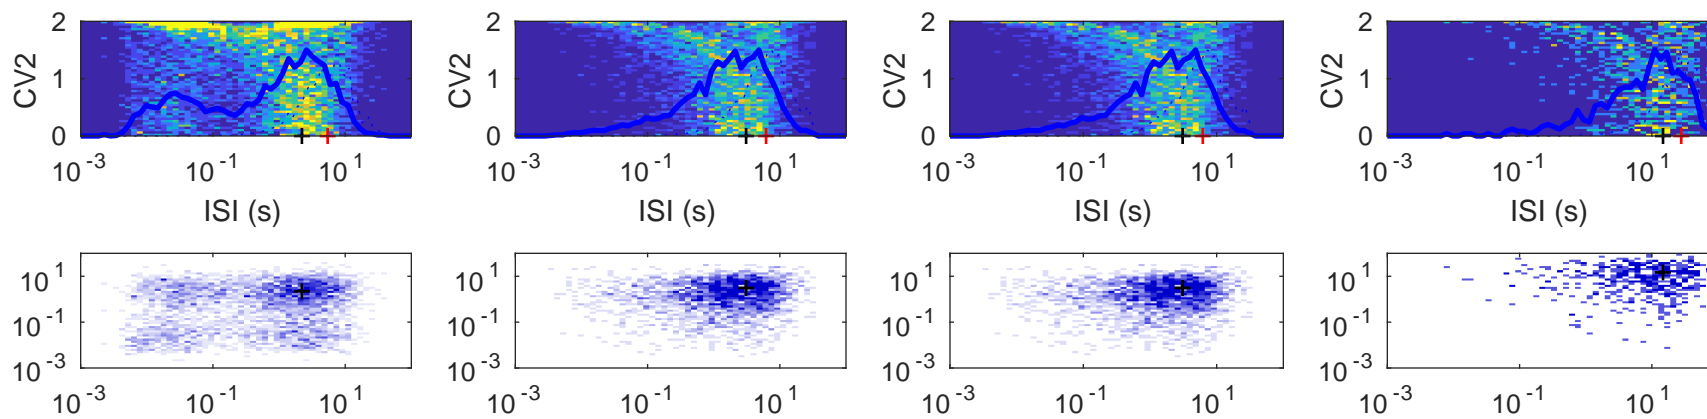 2 2 2 2
CV2 CV2 CV2 CV2
1 1 1 1
0 0 0 0
10^-3 10^-1 10^1 10^-3 10^-1 10^1 10^-3 10^-1 10^1 10^-3 10^-1 10^1
ISI (s) ISI (s) ISI (s) ISI (s)
10^1 10^1 10^1 10^1
10^-1 10^-1 10^-1 10^-1
10^-3 10^-3 10^-3 10^-3
10^-3 10^-1 10^1 10^-3 10^-1 10^1 10^-3 10^-1 10^1 10^-3 10^-1 10^1